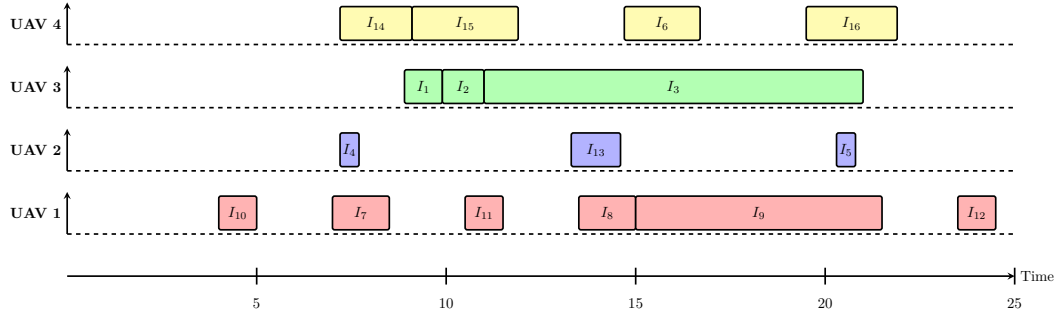 UAV 4 I14 I15 I6 I16
UAV 3 I1 I2 I3
UAV 2 I4 I13 I5
UAV 1 I10 I7 I11 I8 I9 I12
Time
5 10 15 20 25